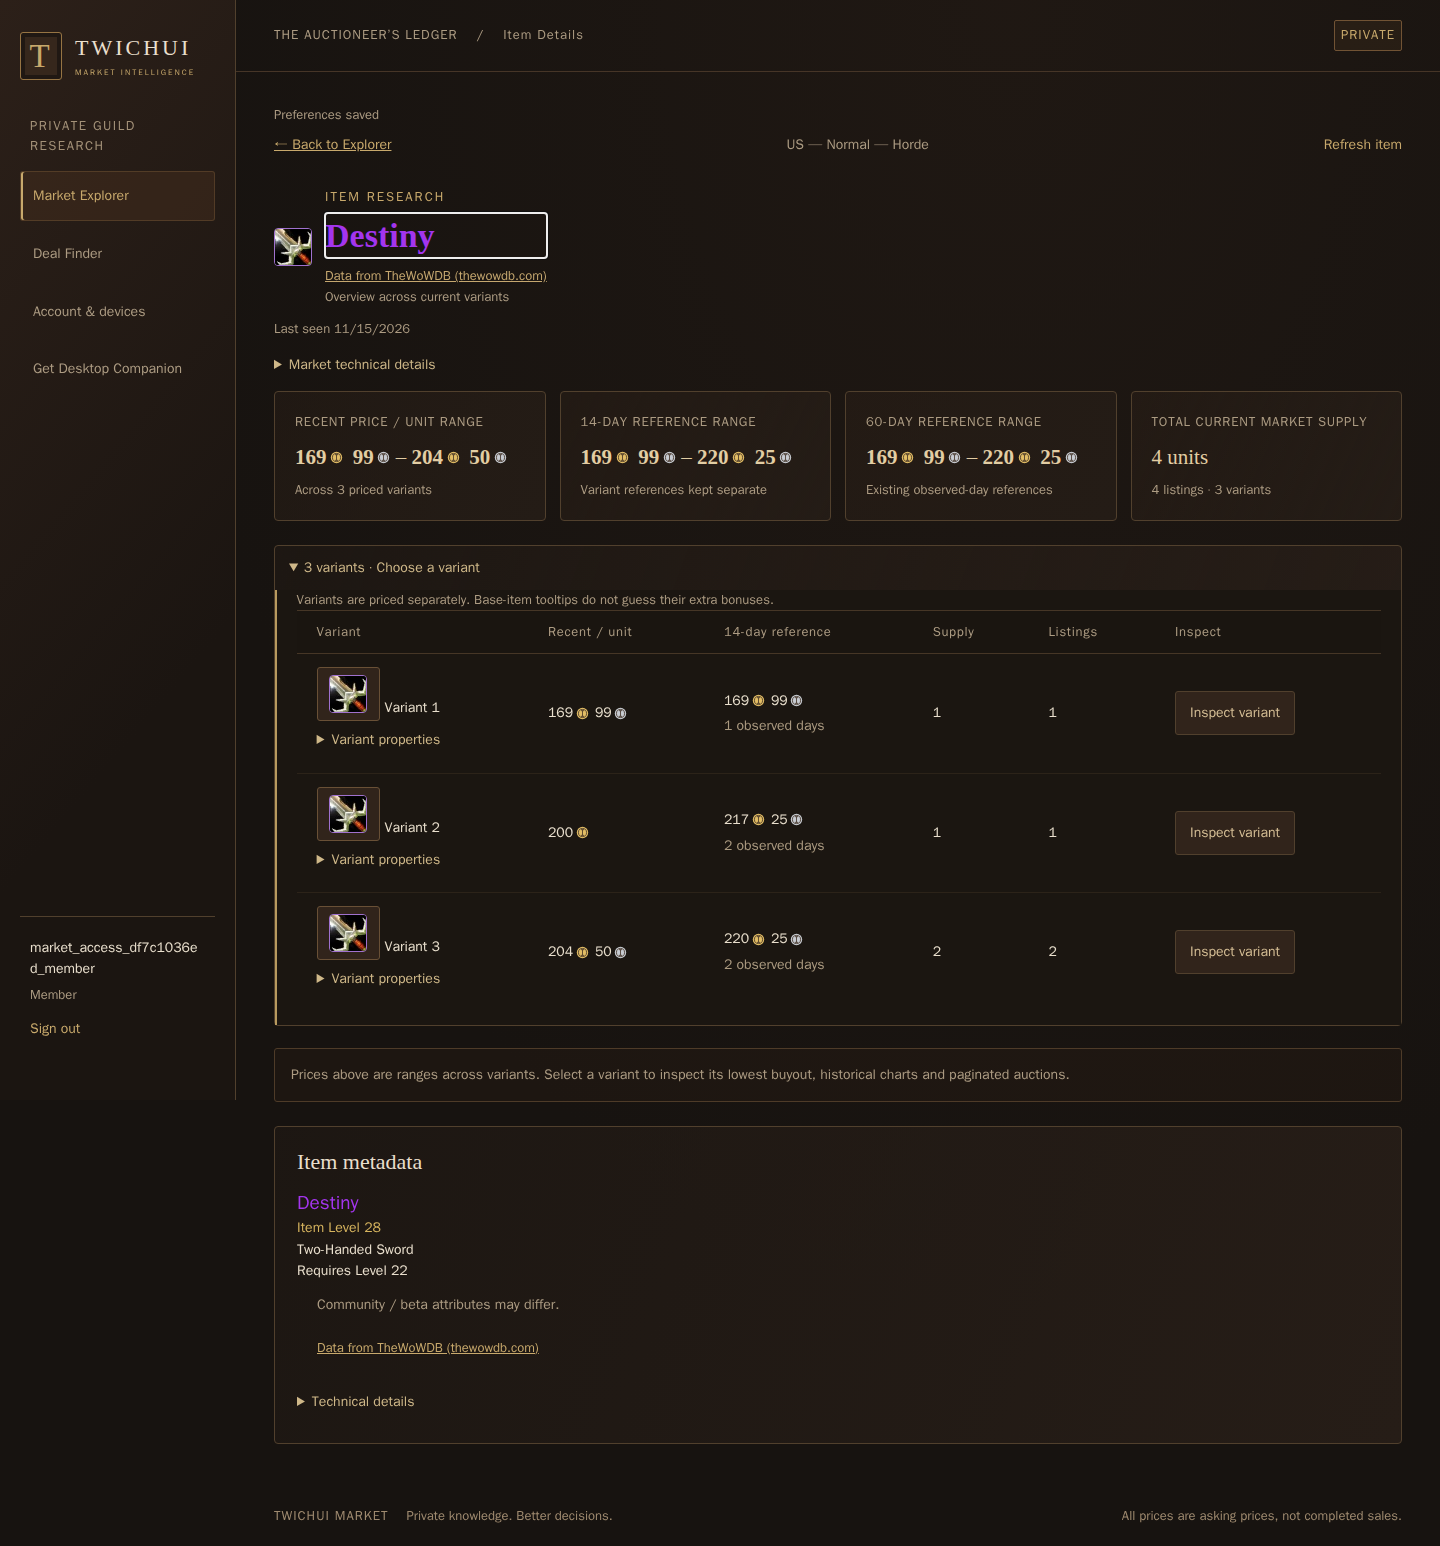 T
TWICHUI
MARKET INTELLIGENCE
PRIVATE GUILD
RESEARCH
Market Explorer
Deal Finder
Account & devices
Get Desktop Companion
market_access_df7c1036e
d_member
Member
Sign out
THE AUCTIONEER'S LEDGER / Item Details
PRIVATE
Preferences saved
← Back to Explorer
US — Normal — Horde
Refresh item
ITEM RESEARCH
Destiny
Data from TheWoWDB (thewowdb.com)
Overview across current variants
Last seen 11/15/2026
▶ Market technical details
RECENT PRICE / UNIT RANGE
169 99 – 204 50
Across 3 priced variants
14-DAY REFERENCE RANGE
169 99 – 220 25
Variant references kept separate
60-DAY REFERENCE RANGE
169 99 – 220 25
Existing observed-day references
TOTAL CURRENT MARKET SUPPLY
4 units
4 listings · 3 variants
▼ 3 variants · Choose a variant
Variants are priced separately. Base-item tooltips do not guess their extra bonuses.
Variant Recent / unit 14-day reference Supply Listings Inspect
Variant 1
▶ Variant properties
169 99
169 99
1 observed days
1
1
Inspect variant
Variant 2
▶ Variant properties
200
217 25
2 observed days
1
1
Inspect variant
Variant 3
▶ Variant properties
204 50
220 25
2 observed days
2
2
Inspect variant
Prices above are ranges across variants. Select a variant to inspect its lowest buyout, historical charts and paginated auctions.
Item metadata
Destiny
Item Level 28
Two-Handed Sword
Requires Level 22
Community / beta attributes may differ.
Data from TheWoWDB (thewowdb.com)
▶ Technical details
TWICHUI MARKET Private knowledge. Better decisions.
All prices are asking prices, not completed sales.